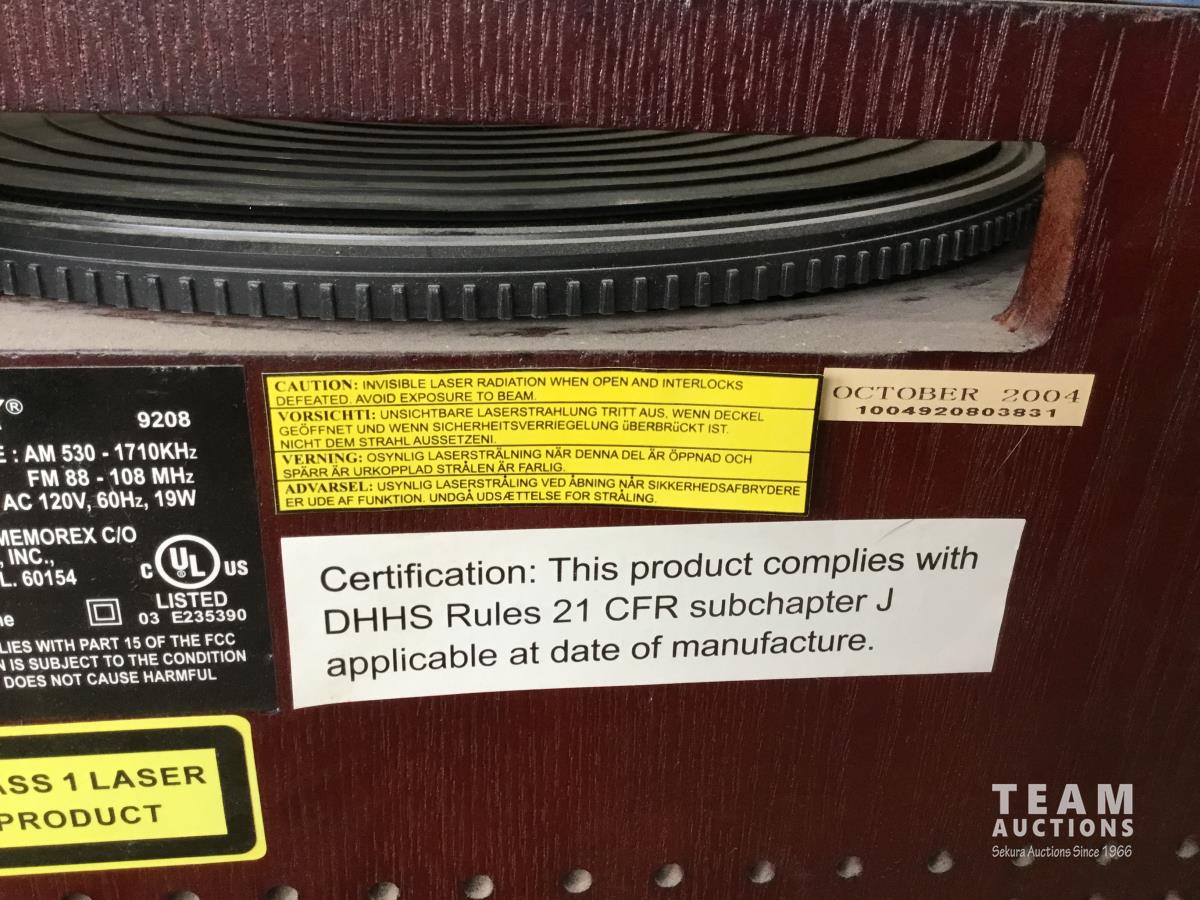 9208
: AM 530 - 1710KHz
FM 88 - 108 MHz
AC 120V, 60Hz, 19W
MEMOREX C/O
, INC.,
L. 60154
C UL ® US
LISTED
03 E235390
LIES WITH PART 15 OF THE FCC
N IS SUBJECT TO THE CONDITION
DOES NOT CAUSE HARMFUL
ASS 1 LASER
PRODUCT
CAUTION: INVISIBLE LASER RADIATION WHEN OPEN AND INTERLOCKS
DEFEATED. AVOID EXPOSURE TO BEAM.
VORSICHTI: UNSICHTBARE LASERSTRAHLUNG TRITT AUS, WENN DECKEL
GEÖFFNET UND WENN SICHERHEITSVERRIEGELUNG üBERBRüCKT IST.
NICHT DEM STRAHL AUSSETZENI.
VERNING: OSYNLIG LASERSTRÅLNING NÄR DENNA DEL ÄR ÖPPNAD OCH
SPÄRR ÄR URKOPPLAD STRÅLEN ÄR FARLIG.
ADVARSEL: USYNLIG LASERSTRÅLING VED ÅBNING NÅR SIKKERHEDSAFBRYDERE
ER UDE AF FUNKTION. UNDGÅ UDSÆTTELSE FOR STRÅLING.
OCTOBER 2004
1004920803831
Certification: This product complies with
DHHS Rules 21 CFR subchapter J
applicable at date of manufacture.
TEAM
AUCTIONS
Sekura Auctions Since 1966